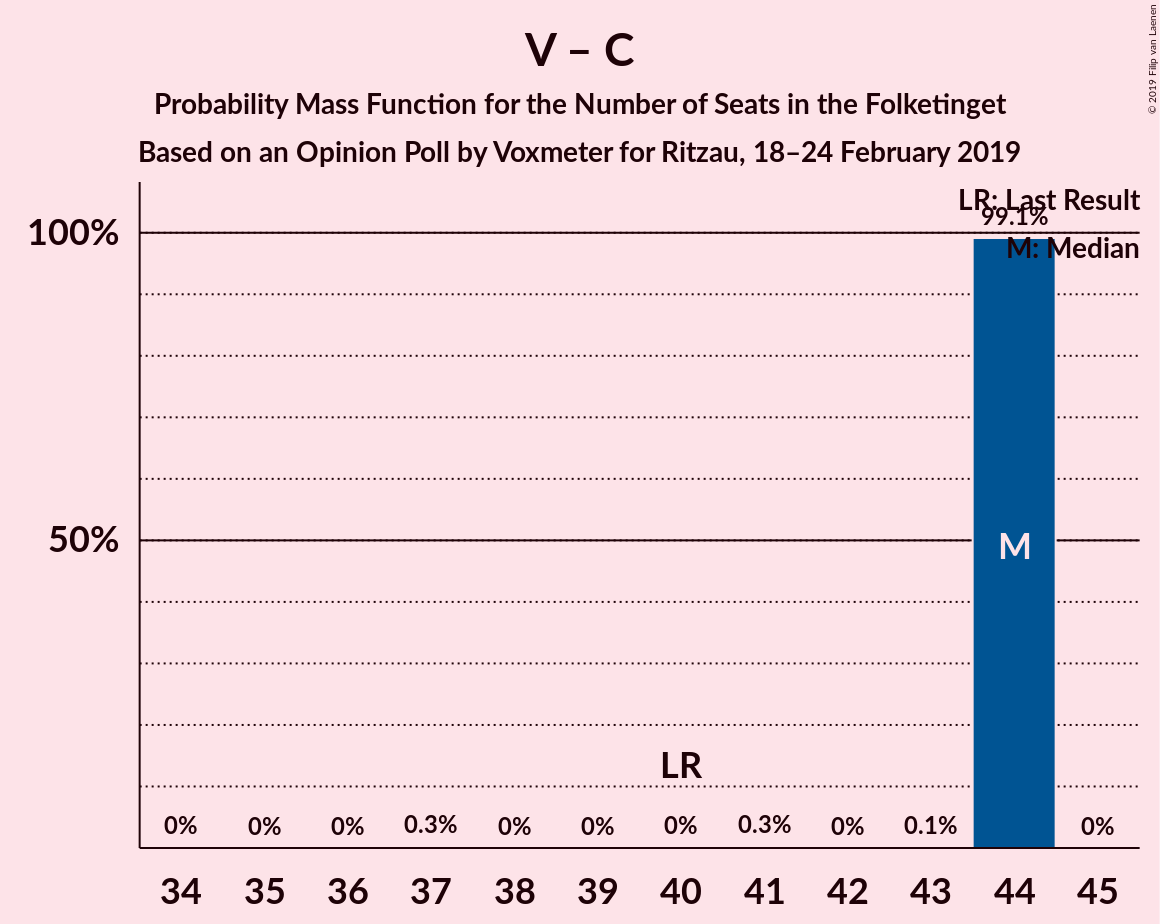 V – C
Probability Mass Function for the Number of Seats in the Folketinget
Based on an Opinion Poll by Voxmeter for Ritzau, 18–24 February 2019
© 2019 Filip van Laenen
LR: Last Result
M: Median
99.1%
100%
50%
M
LR
0% 0% 0% 0.3% 0% 0% 0% 0.3% 0% 0.1% 0%
34 35 36 37 38 39 40 41 42 43 44 45